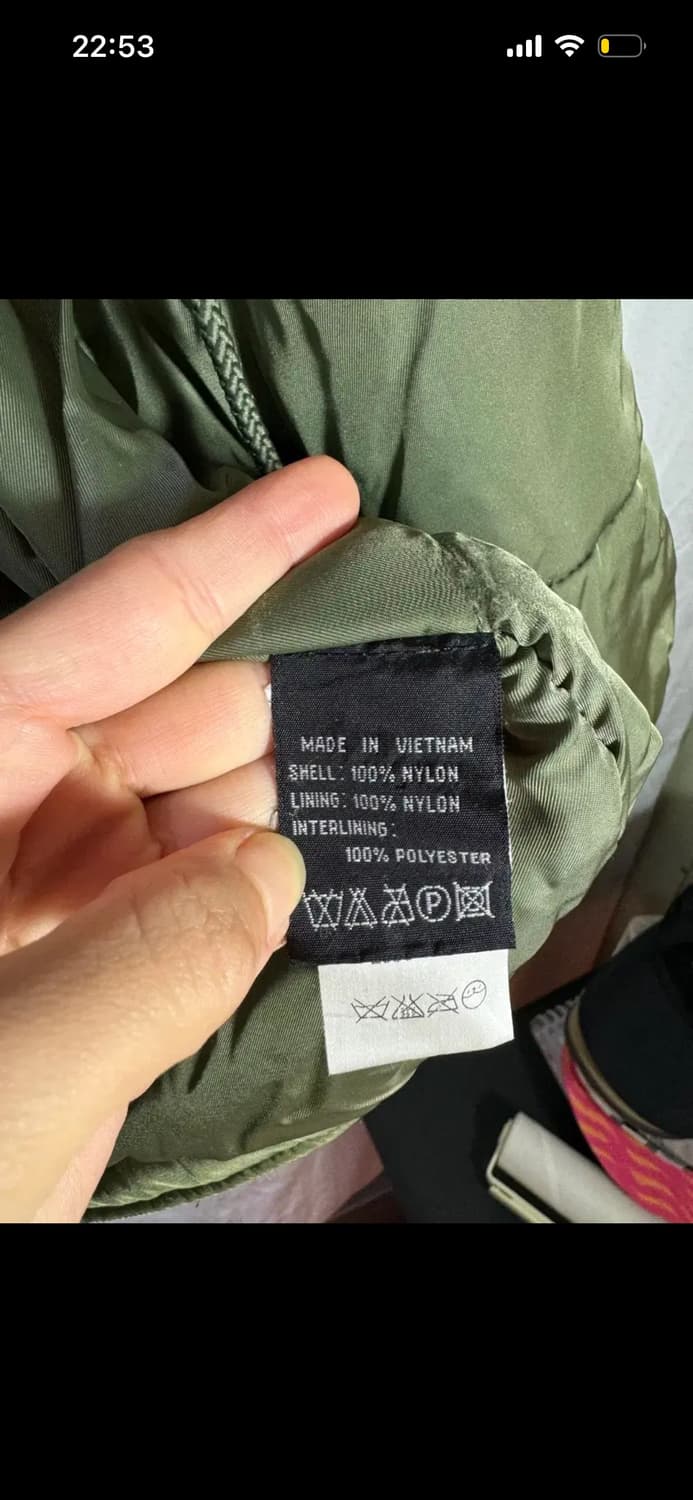 22:53
MADE IN VIETNAM
SHELL: 100% NYLON
LINING: 100% NYLON
INTERLINING:
100% POLYESTER
P